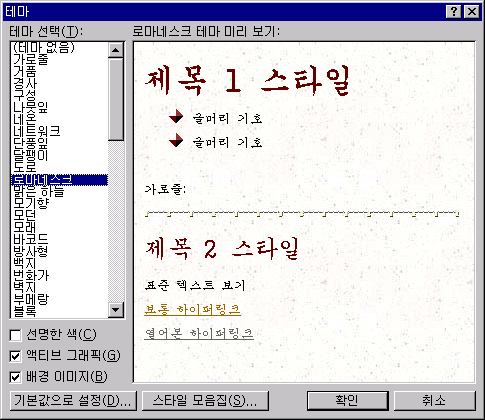 테마
테마 선택(T):
(테마 없음)
가로줄
거품
경사
구성
나뭇잎
네온
네트워크
단풍잎
달팽이
도로
로마네스크
맑은 하늘
모기향
모던
모래
바코드
방사형
백지
번화가
벽지
부메랑
블록
선명한 색(C)
액티브 그래픽(G)
배경 이미지(B)
로마네스크 테마 미리 보기:
제목 1 스타일
글머리 기호
글머리 기호
가로줄:
제목 2 스타일
표준 텍스트 보기
보통 하이퍼링크
열어본 하이퍼링크
기본값으로 설정(D)...
스타일 모음집(S)...
확인
취소